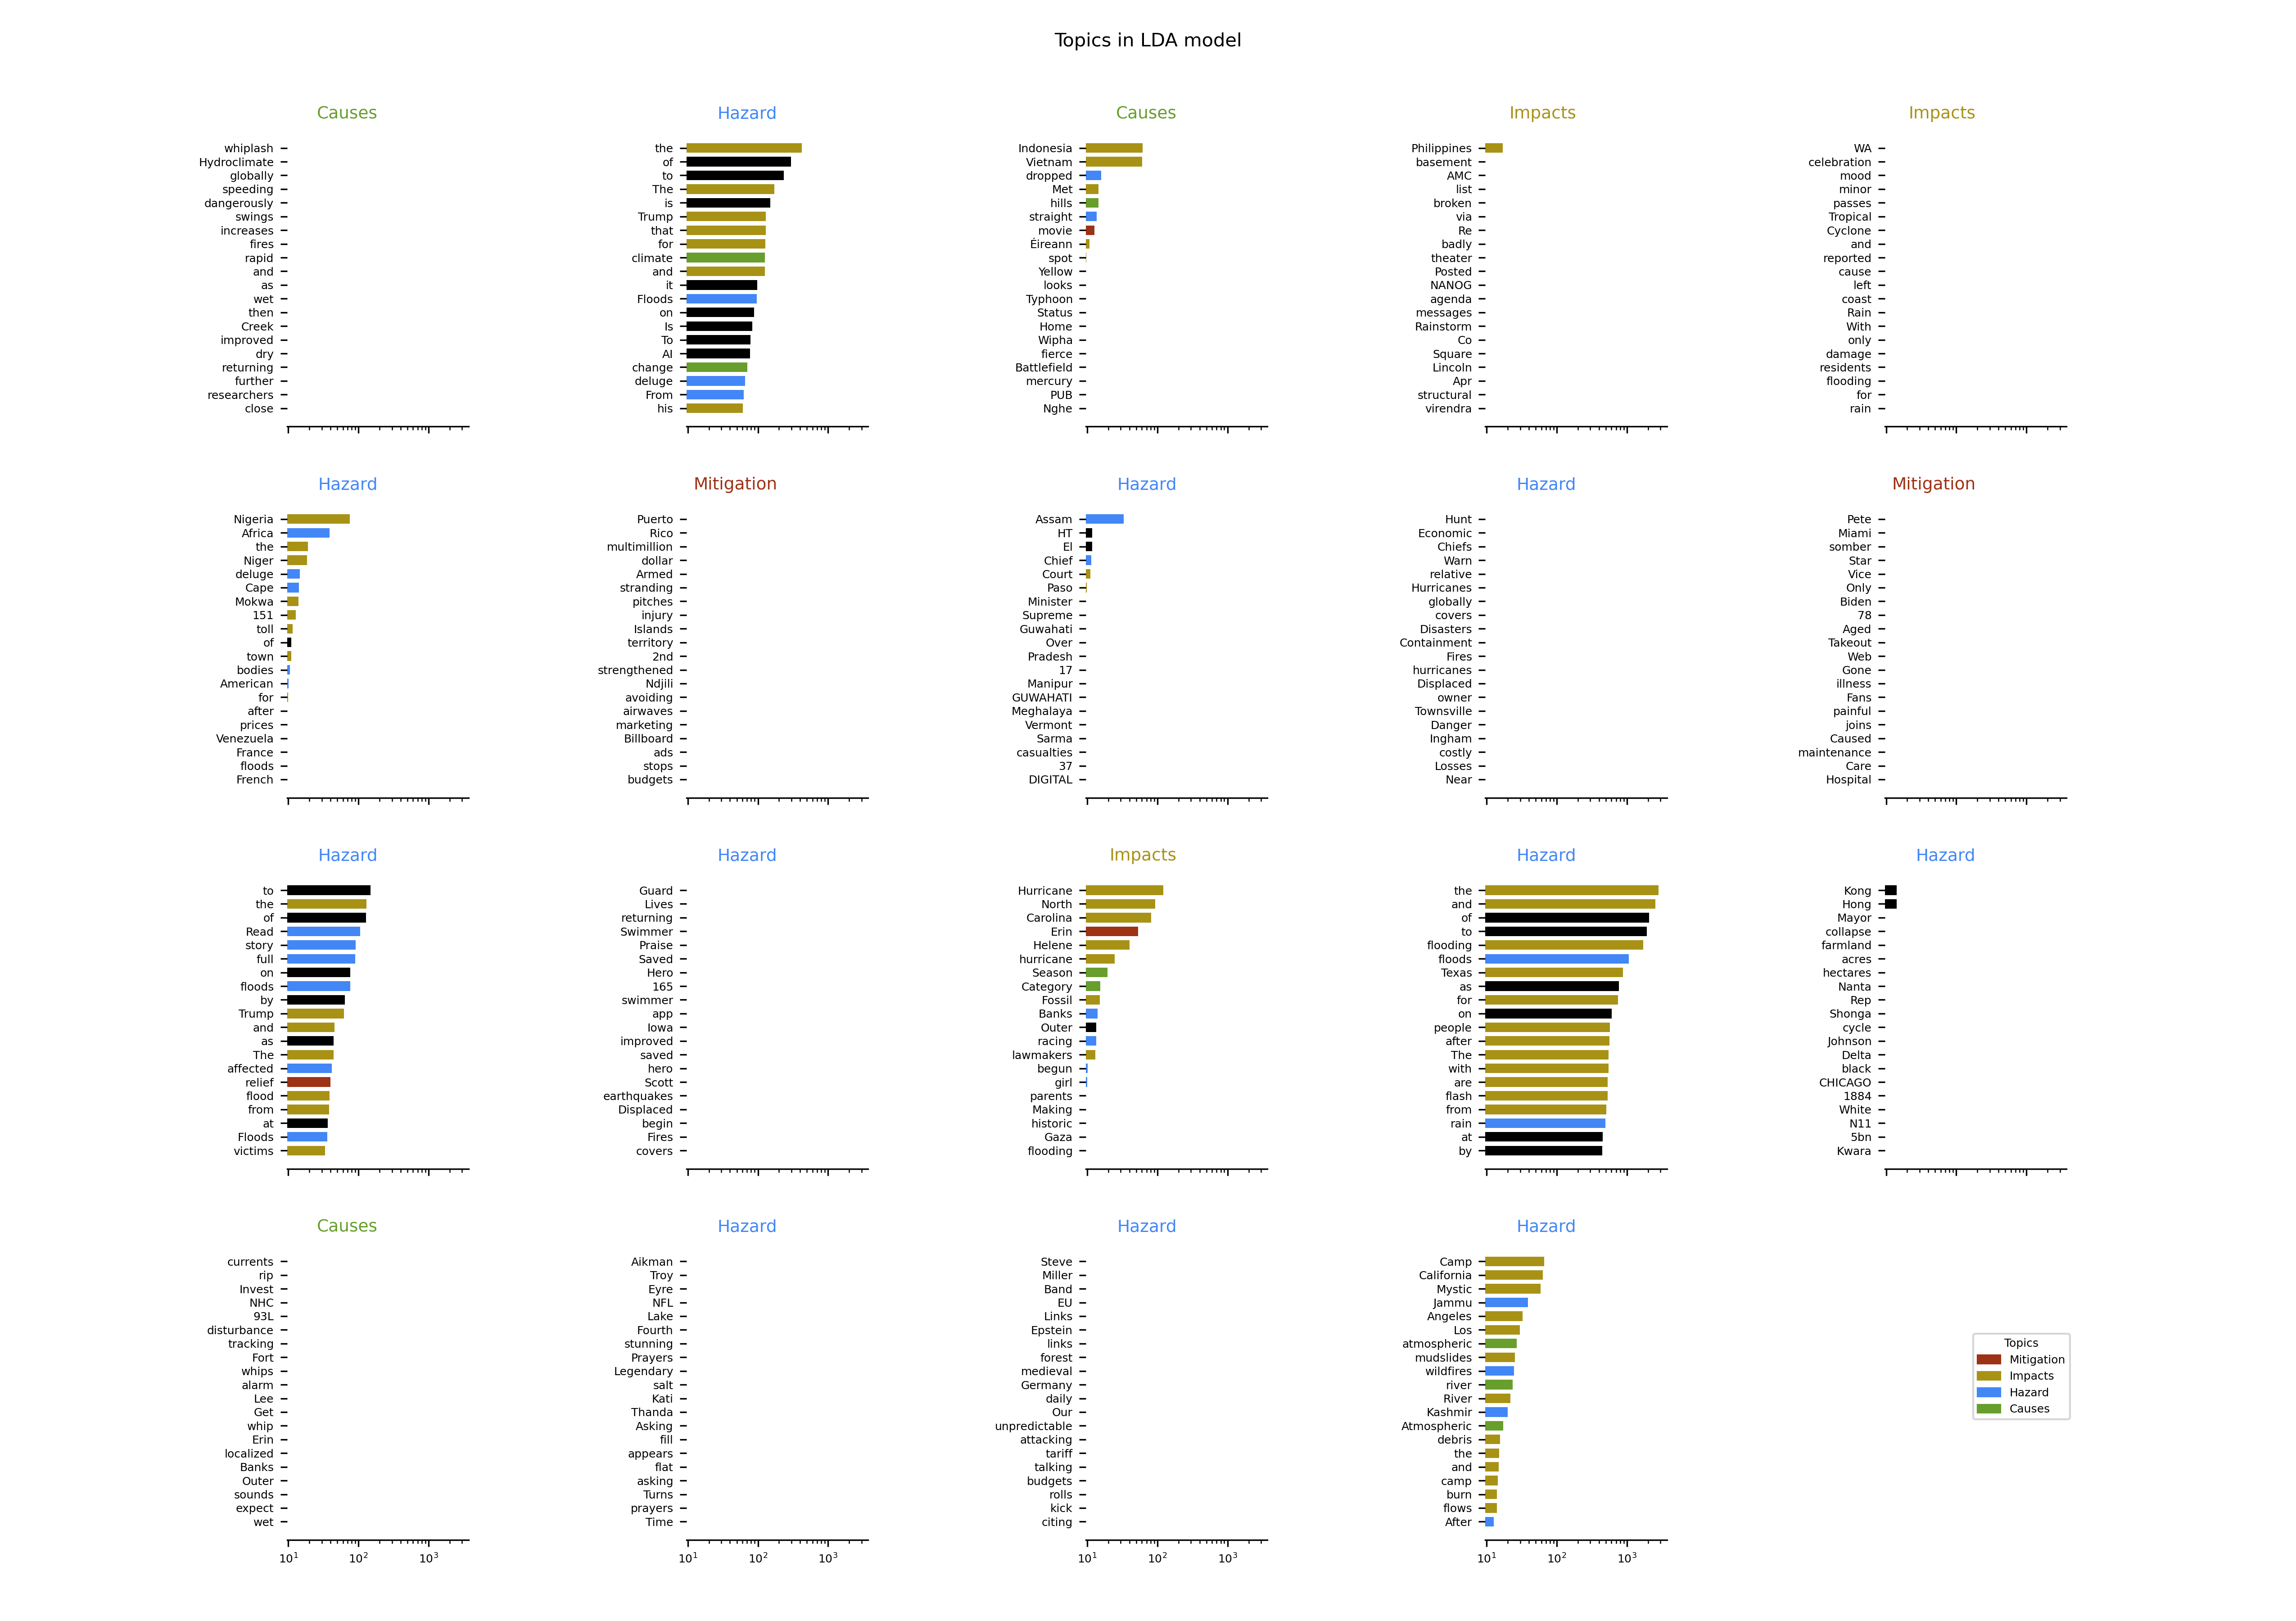 Topics in LDA model
Causes
whiplash
Hydroclimate
globally
speeding
dangerously
swings
increases
fires
rapid
and
as
wet
then
Creek
improved
dry
returning
further
researchers
close
Hazard
the
of
to
The
is
Trump
that
for
climate
and
it
Floods
on
Is
To
AI
change
deluge
From
his
Causes
Indonesia
Vietnam
dropped
Met
hills
straight
movie
Éireann
spot
Yellow
looks
Typhoon
Status
Home
Wipha
fierce
Battlefield
mercury
PUB
Nghe
Impacts
Philippines
basement
AMC
list
broken
via
Re
badly
theater
Posted
NANOG
agenda
messages
Rainstorm
Co
Square
Lincoln
Apr
structural
virendra
Impacts
WA
celebration
mood
minor
passes
Tropical
Cyclone
and
reported
cause
left
coast
Rain
With
only
damage
residents
flooding
for
rain
Hazard
Nigeria
Africa
the
Niger
deluge
Cape
Mokwa
151
toll
of
town
bodies
American
for
after
prices
Venezuela
France
floods
French
Mitigation
Puerto
Rico
multimillion
dollar
Armed
stranding
pitches
injury
Islands
territory
2nd
strengthened
Ndjili
avoiding
airwaves
marketing
Billboard
ads
stops
budgets
Hazard
Assam
HT
El
Chief
Court
Paso
Minister
Supreme
Guwahati
Over
Pradesh
17
Manipur
GUWAHATI
Meghalaya
Vermont
Sarma
casualties
37
DIGITAL
Hazard
Hunt
Economic
Chiefs
Warn
relative
Hurricanes
globally
covers
Disasters
Containment
Fires
hurricanes
Displaced
owner
Townsville
Danger
Ingham
costly
Losses
Near
Mitigation
Pete
Miami
somber
Star
Vice
Only
Biden
78
Aged
Takeout
Web
Gone
illness
Fans
painful
joins
Caused
maintenance
Care
Hospital
Hazard
to
the
of
Read
story
full
on
floods
by
Trump
and
as
The
affected
relief
flood
from
at
Floods
victims
Hazard
Guard
Lives
returning
Swimmer
Praise
Saved
Hero
165
swimmer
app
Iowa
improved
saved
hero
Scott
earthquakes
Displaced
begin
Fires
covers
Impacts
Hurricane
North
Carolina
Erin
Helene
hurricane
Season
Category
Fossil
Banks
Outer
racing
lawmakers
begun
girl
parents
Making
historic
Gaza
flooding
Hazard
the
and
of
to
flooding
floods
Texas
as
for
on
people
after
The
with
are
flash
from
rain
at
by
Hazard
Kong
Hong
Mayor
collapse
farmland
acres
hectares
Nanta
Rep
Shonga
cycle
Johnson
Delta
black
CHICAGO
1884
White
N11
5bn
Kwara
Causes
currents
rip
Invest
NHC
93L
disturbance
tracking
Fort
whips
alarm
Lee
Get
whip
Erin
localized
Banks
Outer
sounds
expect
wet
10¹ 10² 10³
Hazard
Aikman
Troy
Eyre
NFL
Lake
Fourth
stunning
Prayers
Legendary
salt
Kati
Thanda
Asking
fill
appears
flat
asking
Turns
prayers
Time
10¹ 10² 10³
Hazard
Steve
Miller
Band
EU
Links
Epstein
links
forest
medieval
Germany
daily
Our
unpredictable
attacking
tariff
talking
budgets
rolls
kick
citing
10¹ 10² 10³
Hazard
Camp
California
Mystic
Jammu
Angeles
Los
atmospheric
mudslides
wildfires
river
River
Kashmir
Atmospheric
debris
the
and
camp
burn
flows
After
10¹ 10² 10³
Topics
Mitigation
Impacts
Hazard
Causes